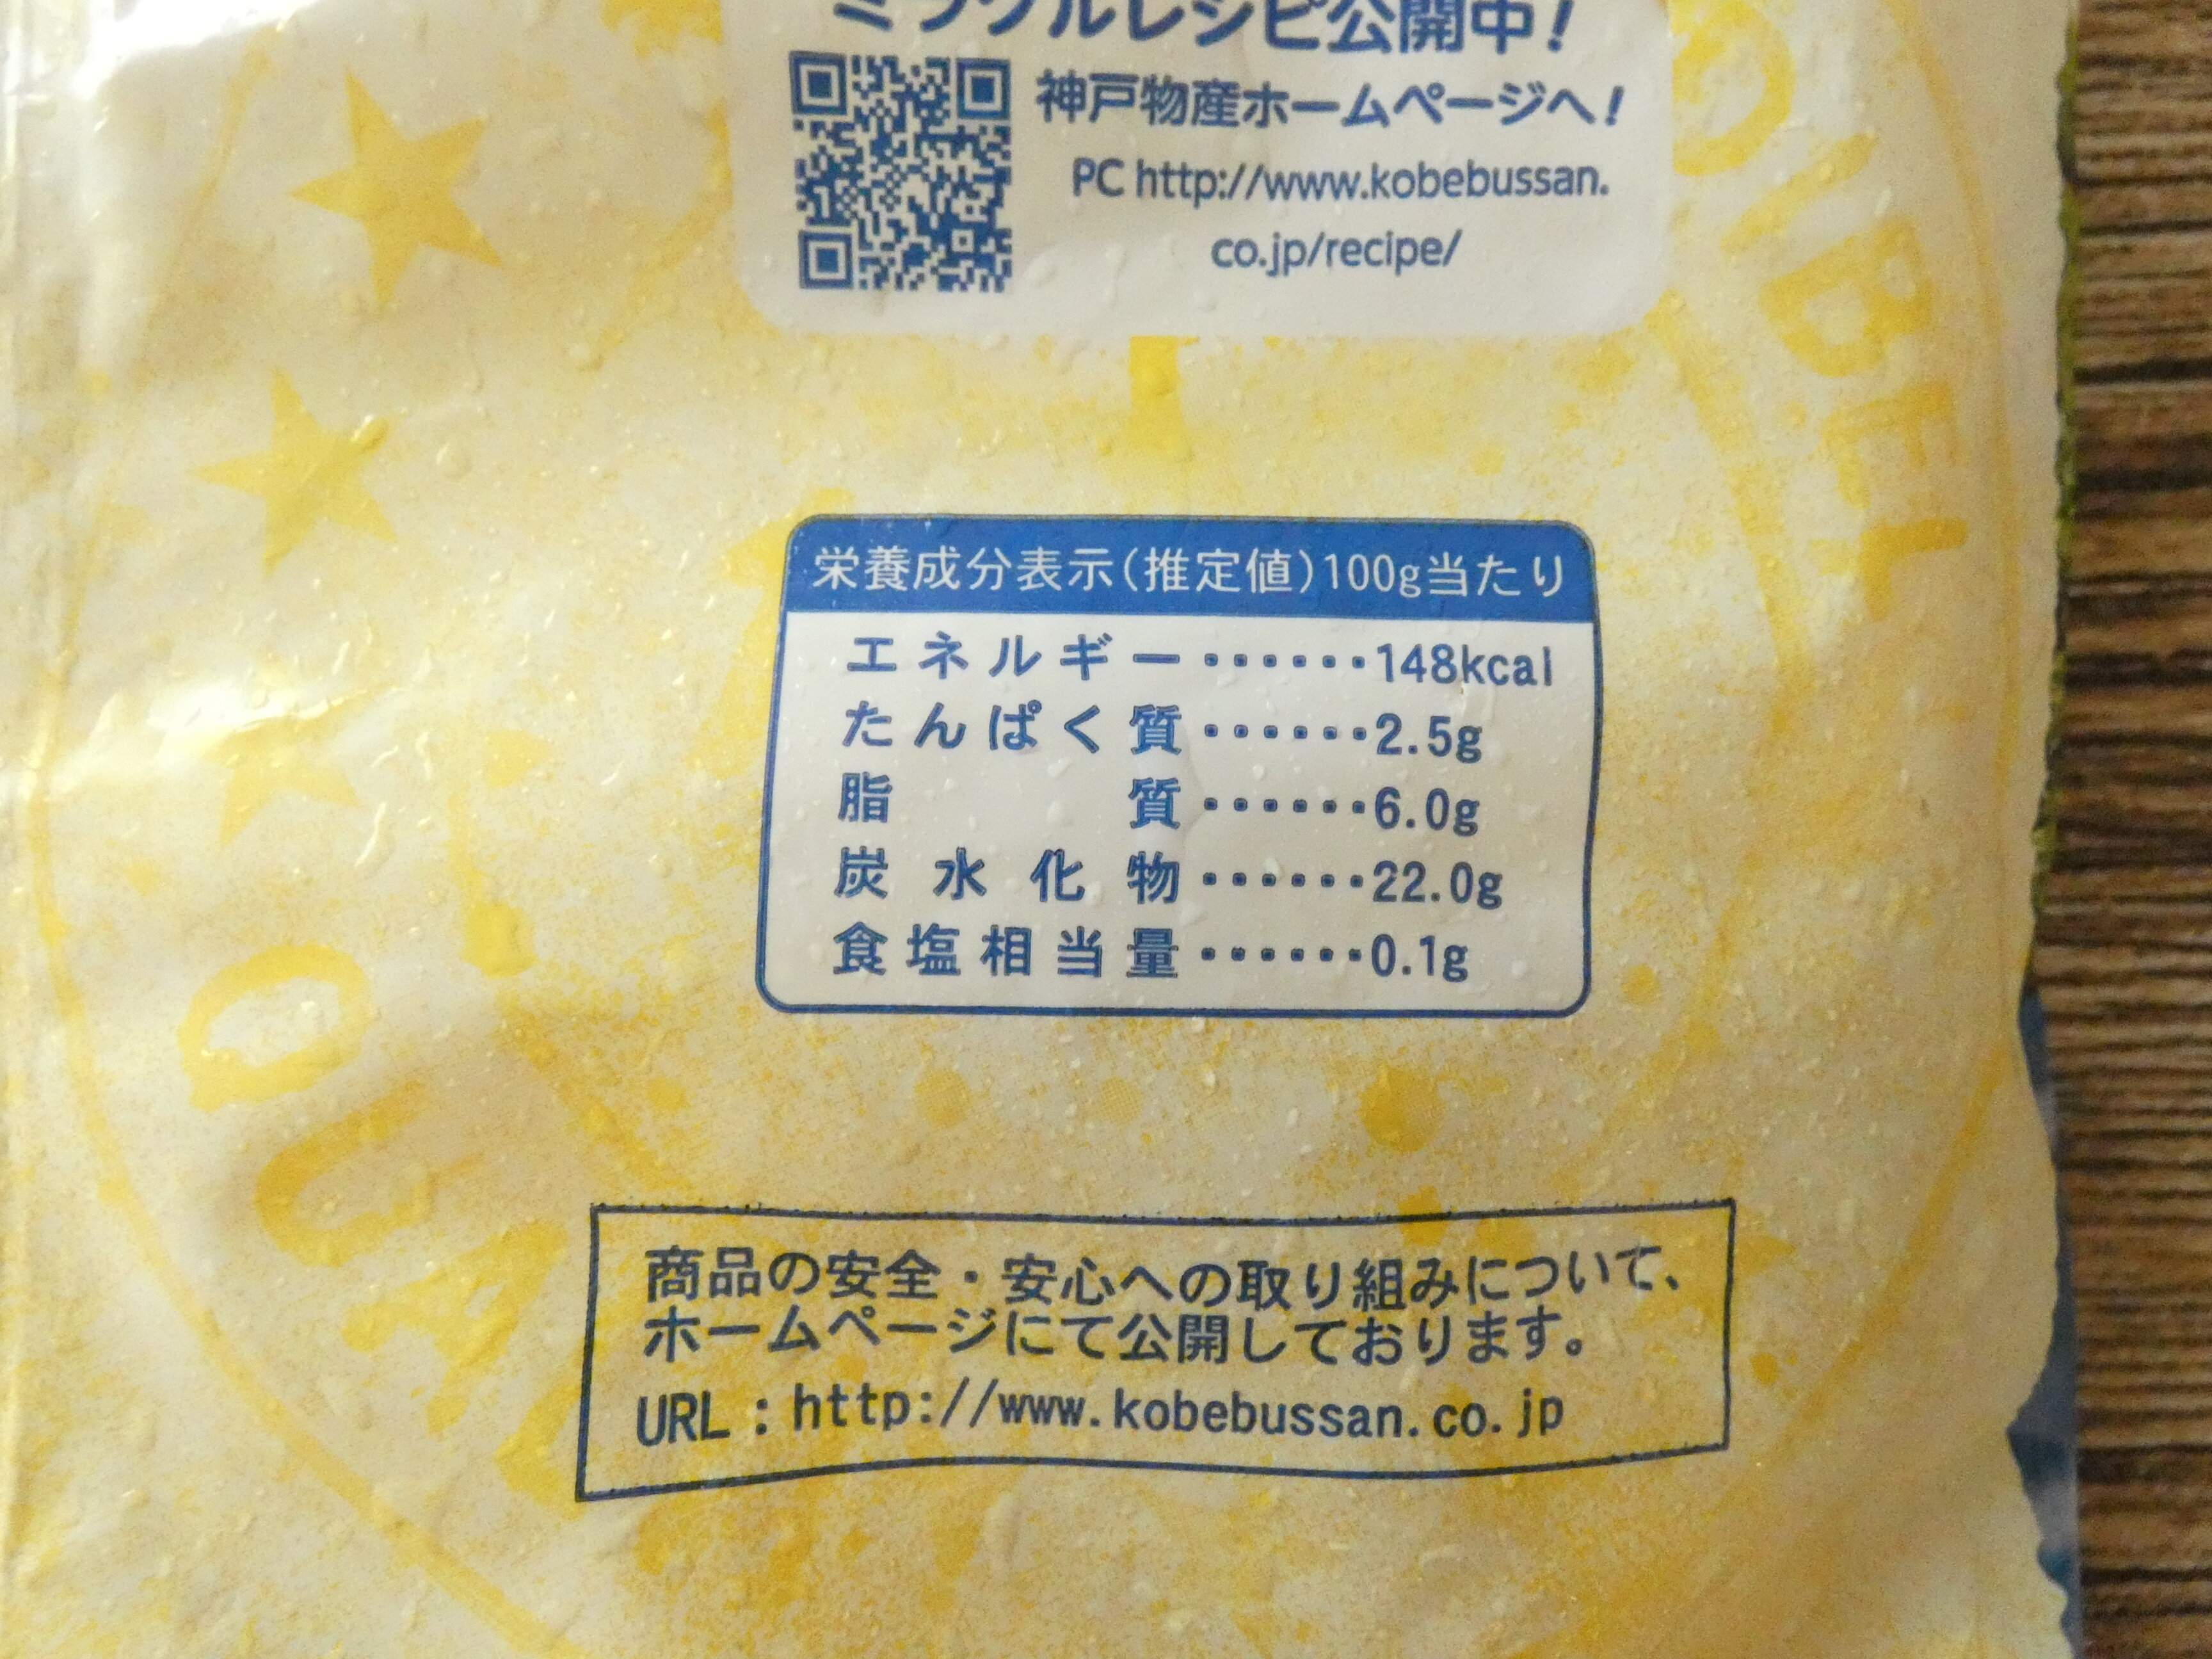 ミラクルレシピ公開中!
神戸物産ホームページへ!
PC http://www.kobebussan.
co.jp/recipe/
栄養成分表示(推定値)100g当たり
エネルギー······148kcal
たんぱく質······2.5g
脂質······6.0g
炭水化物······22.0g
食塩相当量······0.1g
商品の安全・安心への取り組みについて、
ホームページにて公開しております。
URL:http://www.kobebussan.co.jp